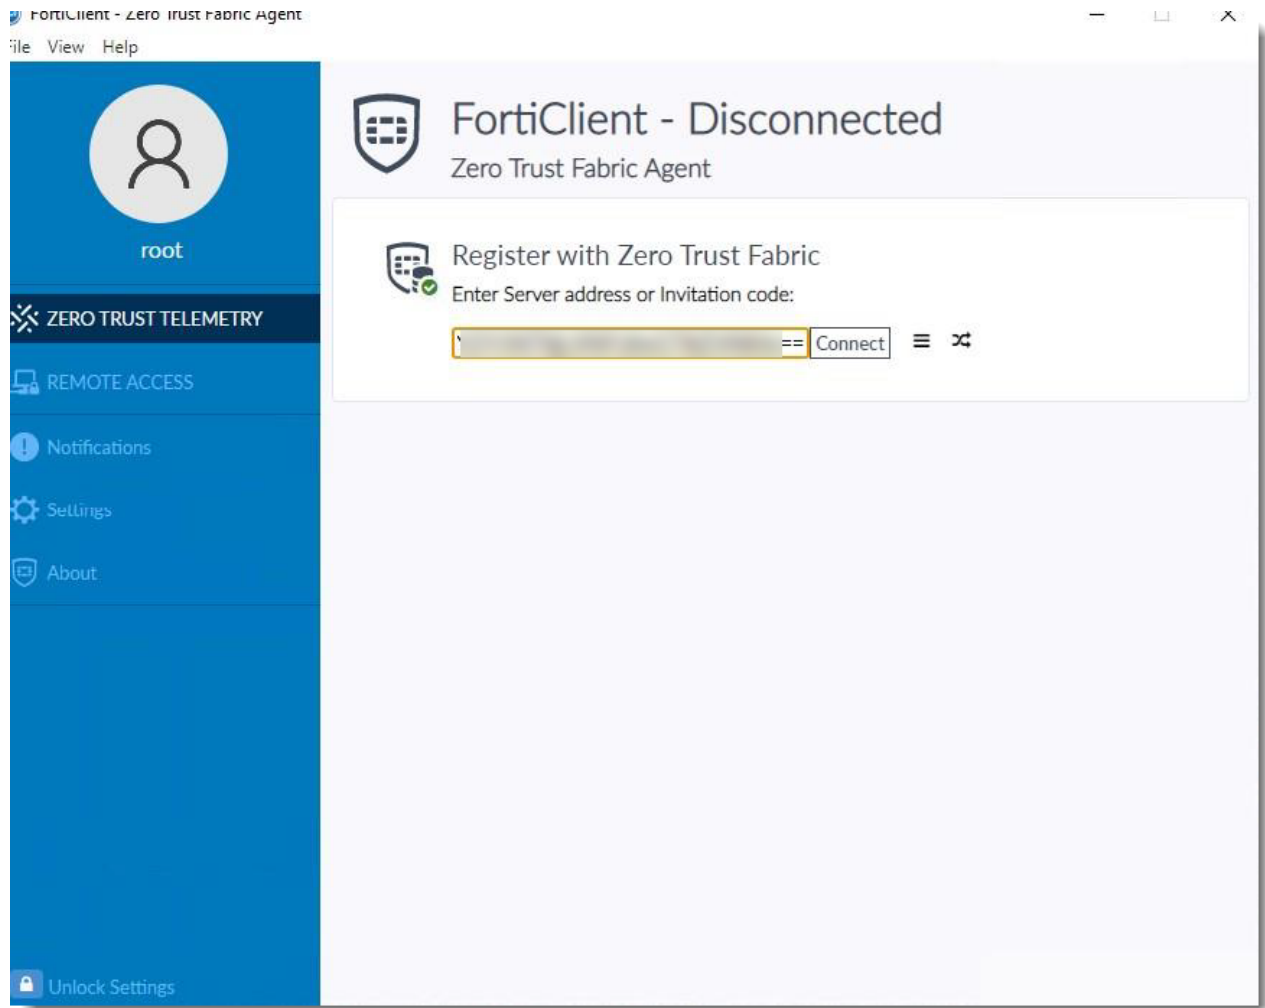 FortiClient - Zero Trust Fabric Agent
File View Help
root
ZERO TRUST TELEMETRY
REMOTE ACCESS
Notifications
Settings
About
Unlock Settings
FortiClient - Disconnected
Zero Trust Fabric Agent
Register with Zero Trust Fabric
Enter Server address or Invitation code:
== Connect